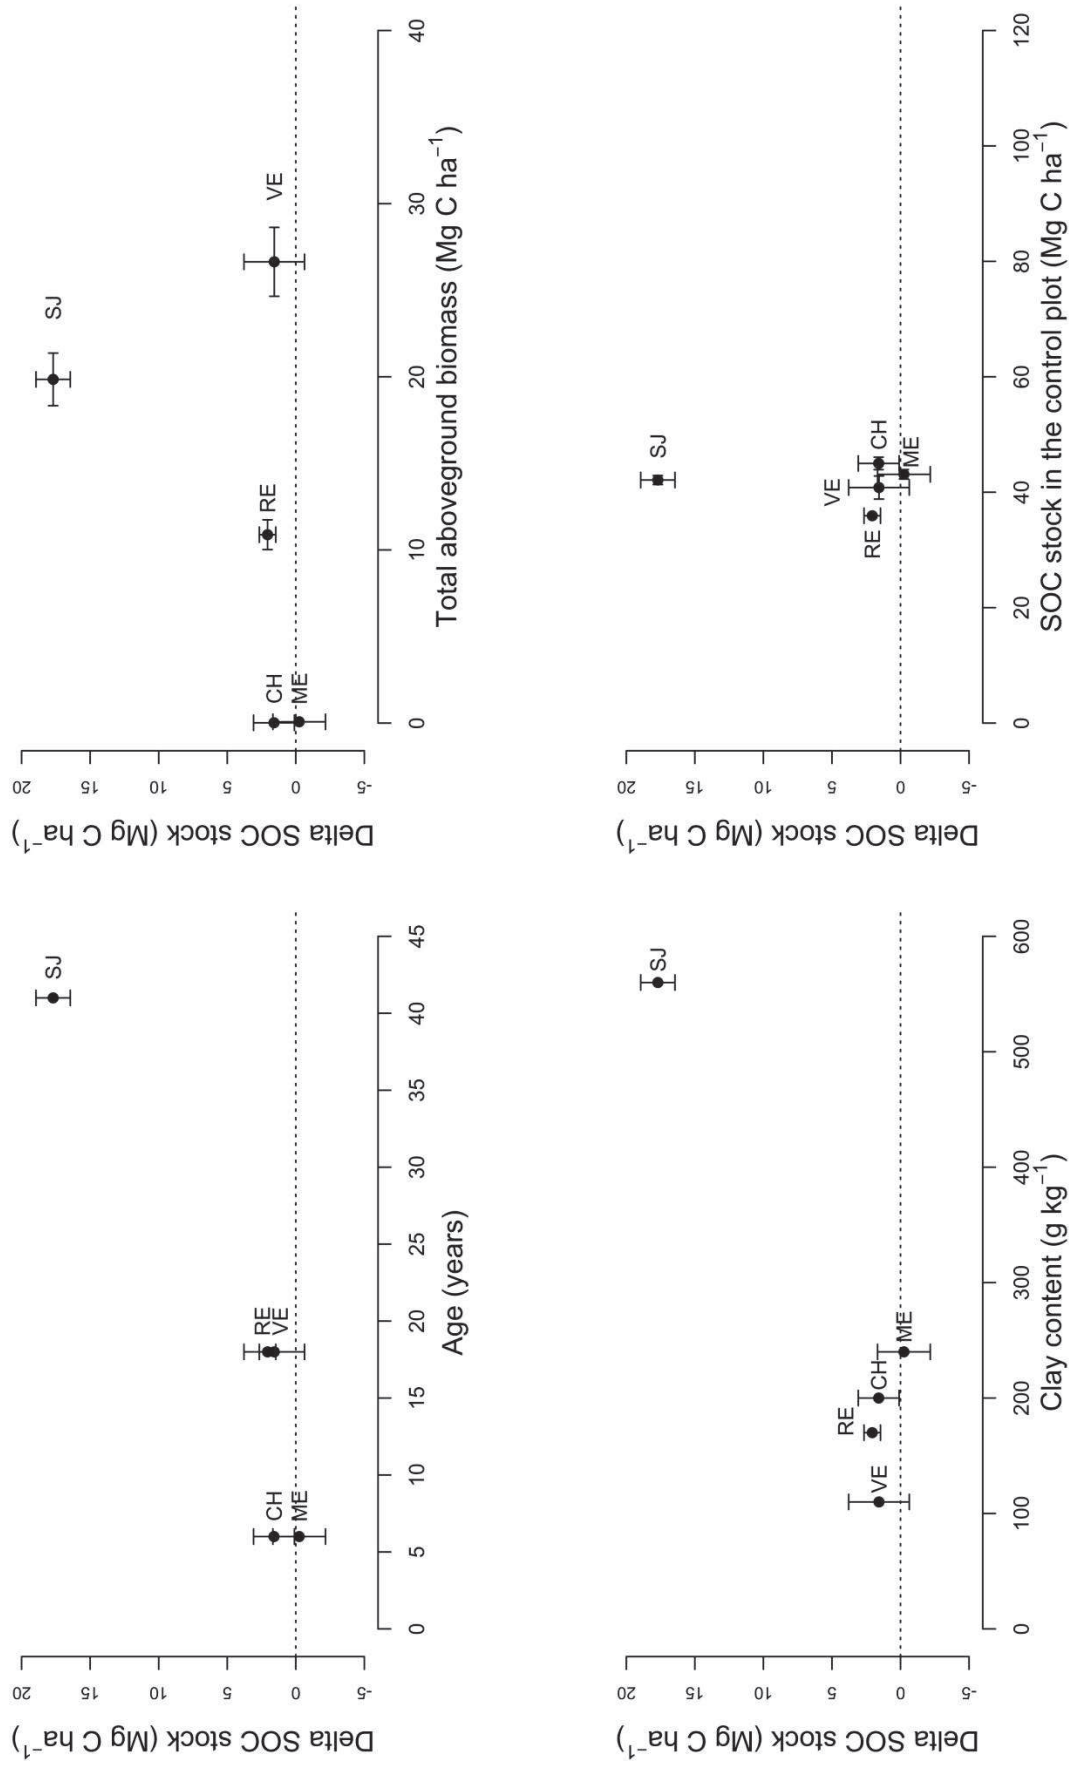 Delta SOC stock (Mg C ha⁻¹)
20
15
10
5
0
-5
SJ
RE
VE
CH
ME
0
5
10
15
20
25
30
35
40
45
Age (years)
Delta SOC stock (Mg C ha⁻¹)
20
15
10
5
0
-5
SJ
RE
VE
CH
ME
0
10
20
30
40
Total aboveground biomass (Mg C ha⁻¹)
Delta SOC stock (Mg C ha⁻¹)
20
15
10
5
0
-5
SJ
RE
VE
CH
ME
0
100
200
300
400
500
600
Clay content (g kg⁻¹)
Delta SOC stock (Mg C ha⁻¹)
20
15
10
5
0
-5
SJ
VE
RE
CH
ME
0
20
40
60
80
100
120
SOC stock in the control plot (Mg C ha⁻¹)